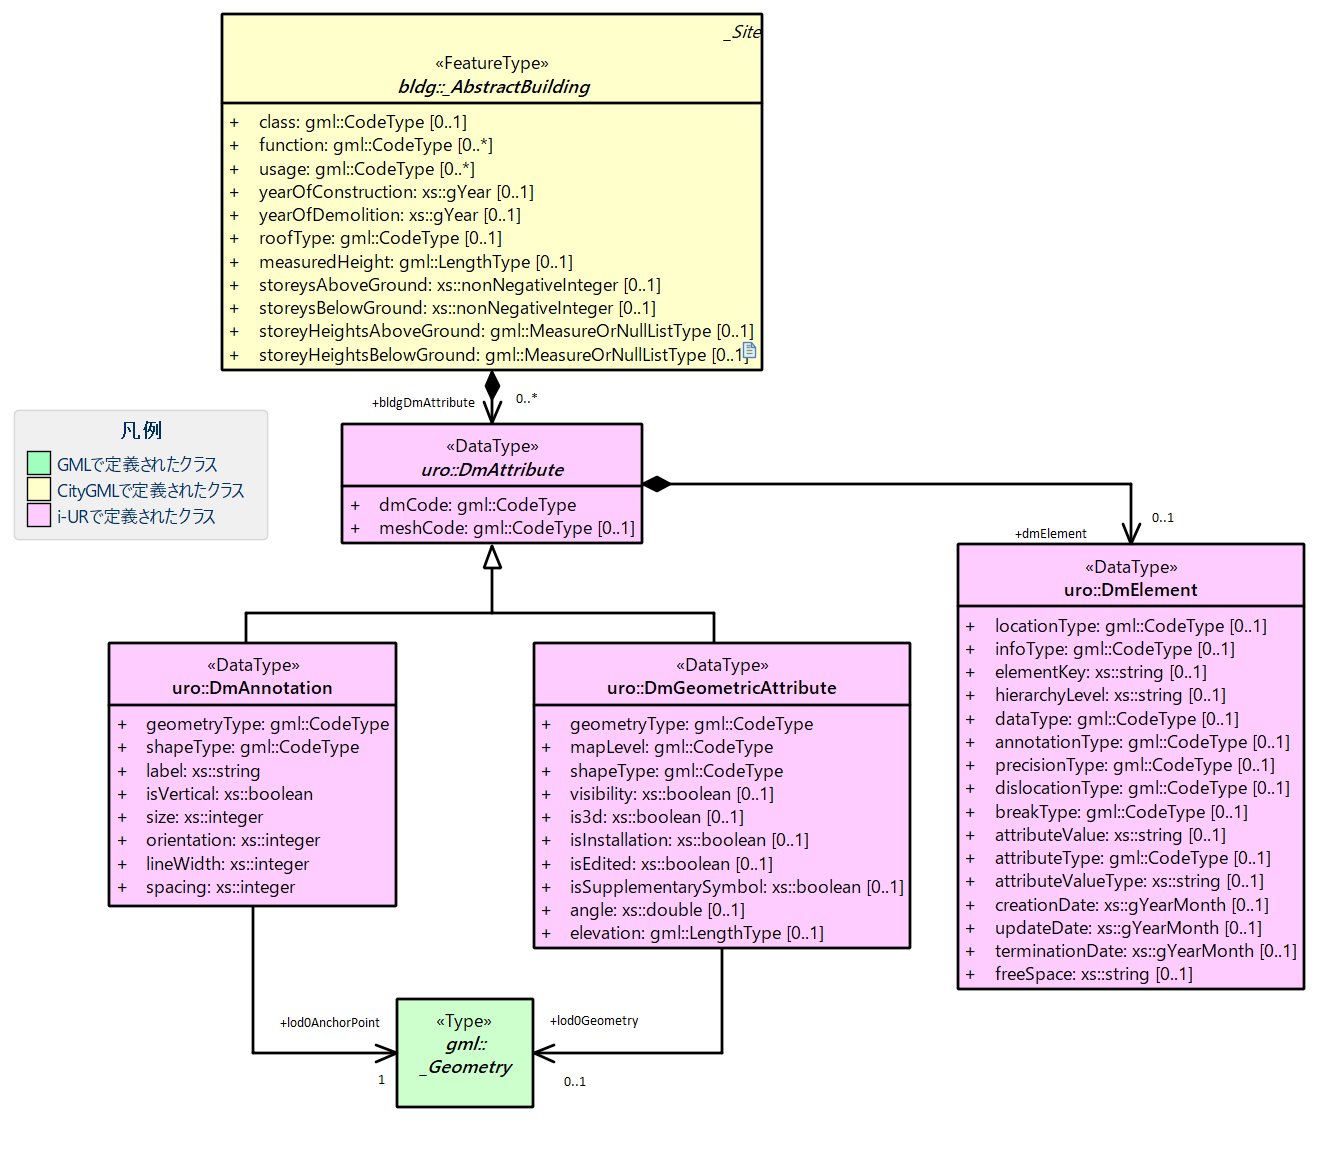 _Site
«FeatureType»
bldg::_AbstractBuilding
+ class: gml::CodeType [0..1]
+ function: gml::CodeType [0..*]
+ usage: gml::CodeType [0..*]
+ yearOfConstruction: xs::gYear [0..1]
+ yearOfDemolition: xs::gYear [0..1]
+ roofType: gml::CodeType [0..1]
+ measuredHeight: gml::LengthType [0..1]
+ storeysAboveGround: xs::nonNegativeInteger [0..1]
+ storeysBelowGround: xs::nonNegativeInteger [0..1]
+ storeyHeightsAboveGround: gml::MeasureOrNullListType [0..1]
+ storeyHeightsBelowGround: gml::MeasureOrNullListType [0..1]
+bldgDmAttribute
0..*
凡例
GMLで定義されたクラス
CityGMLで定義されたクラス
i-URで定義されたクラス
«DataType»
uro::DmAttribute
+ dmCode: gml::CodeType
+ meshCode: gml::CodeType [0..1]
0..1
+dmElement
«DataType»
uro::DmElement
+ locationType: gml::CodeType [0..1]
+ infoType: gml::CodeType [0..1]
+ elementKey: xs::string [0..1]
+ hierarchyLevel: xs::string [0..1]
+ dataType: gml::CodeType [0..1]
+ annotationType: gml::CodeType [0..1]
+ precisionType: gml::CodeType [0..1]
+ dislocationType: gml::CodeType [0..1]
+ breakType: gml::CodeType [0..1]
+ attributeValue: xs::string [0..1]
+ attributeType: gml::CodeType [0..1]
+ attributeValueType: xs::string [0..1]
+ creationDate: xs::gYearMonth [0..1]
+ updateDate: xs::gYearMonth [0..1]
+ terminationDate: xs::gYearMonth [0..1]
+ freeSpace: xs::string [0..1]
«DataType»
uro::DmAnnotation
+ geometryType: gml::CodeType
+ shapeType: gml::CodeType
+ label: xs::string
+ isVertical: xs::boolean
+ size: xs::integer
+ orientation: xs::integer
+ lineWidth: xs::integer
+ spacing: xs::integer
«DataType»
uro::DmGeometricAttribute
+ geometryType: gml::CodeType
+ mapLevel: gml::CodeType
+ shapeType: gml::CodeType
+ visibility: xs::boolean [0..1]
+ is3d: xs::boolean [0..1]
+ isInstallation: xs::boolean [0..1]
+ isEdited: xs::boolean [0..1]
+ isSupplementarySymbol: xs::boolean [0..1]
+ angle: xs::double [0..1]
+ elevation: gml::LengthType [0..1]
+lod0AnchorPoint
1
«Type»
gml::
_Geometry
+lod0Geometry
0..1